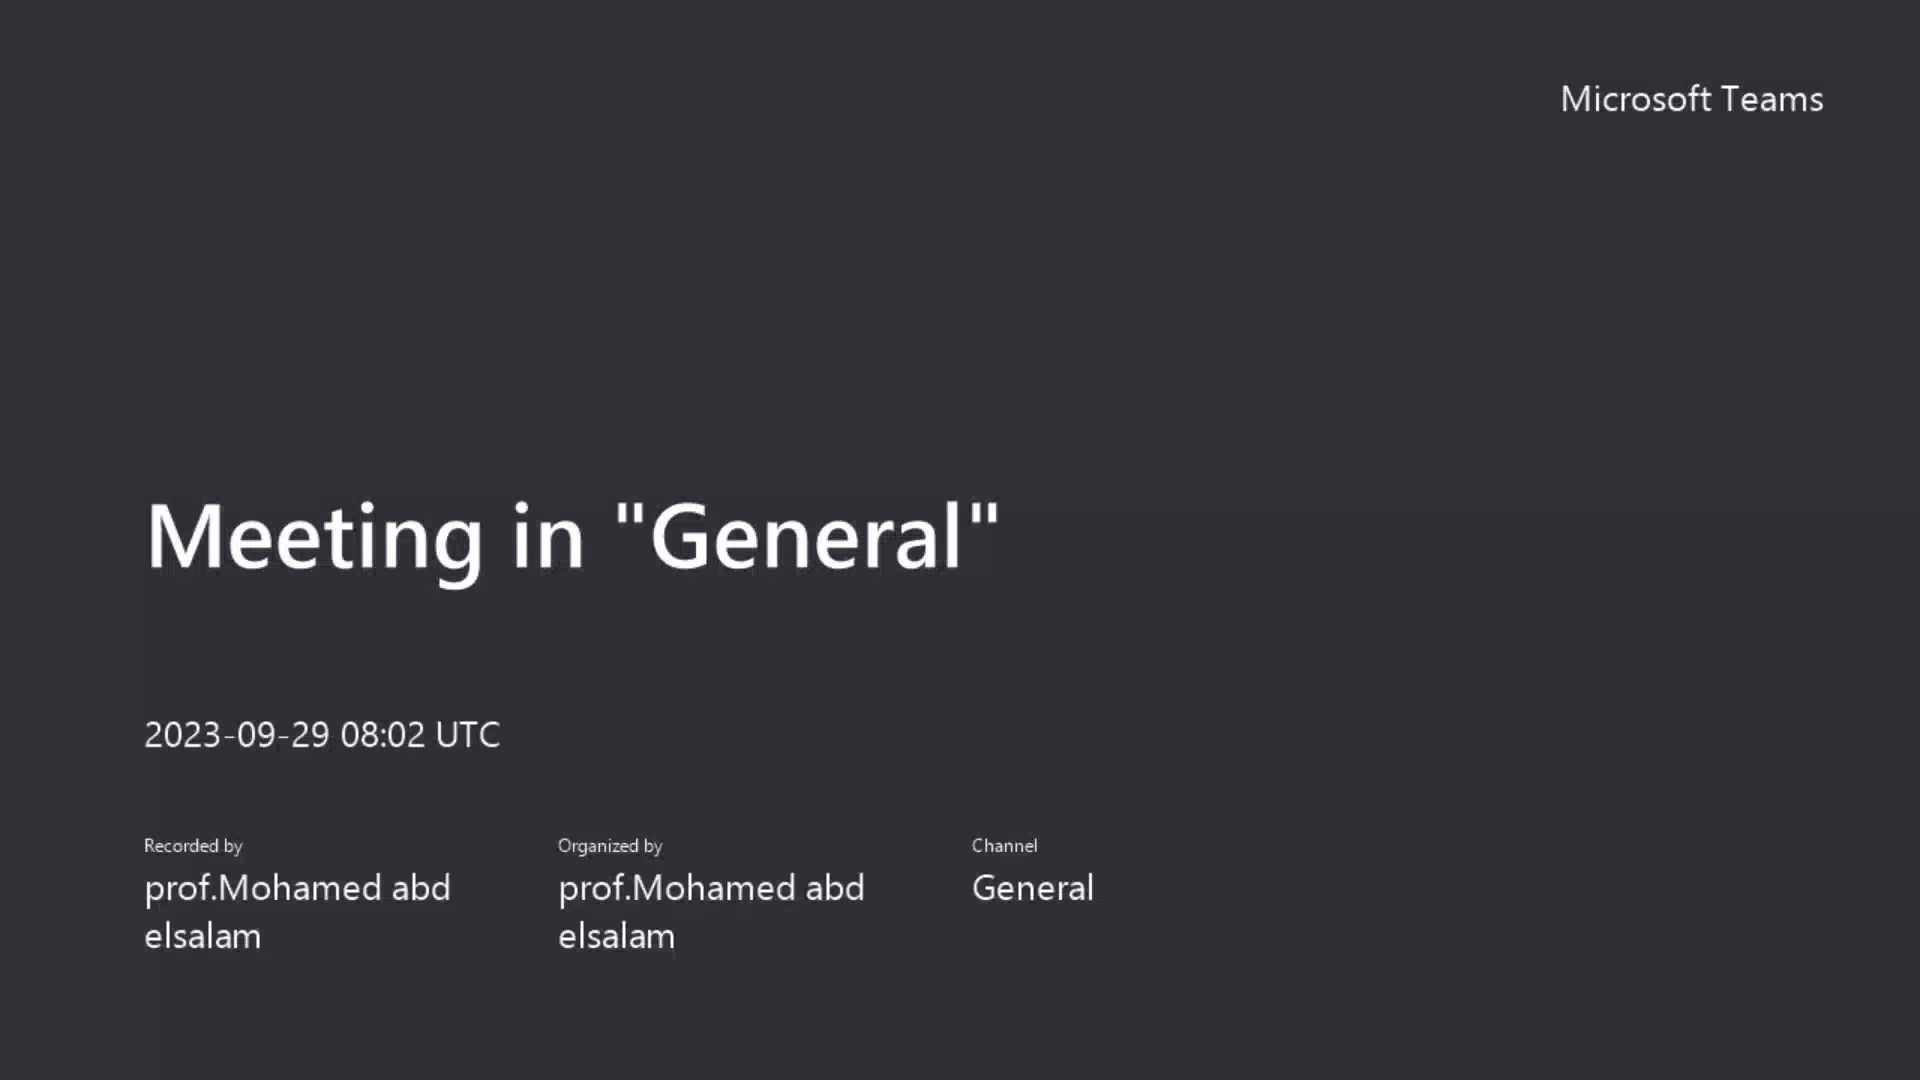 Microsoft Teams
Meeting in "General"
2023-09-29 08:02 UTC
Recorded by
prof.Mohamed abd
elsalam
Organized by
prof.Mohamed abd
elsalam
Channel
General